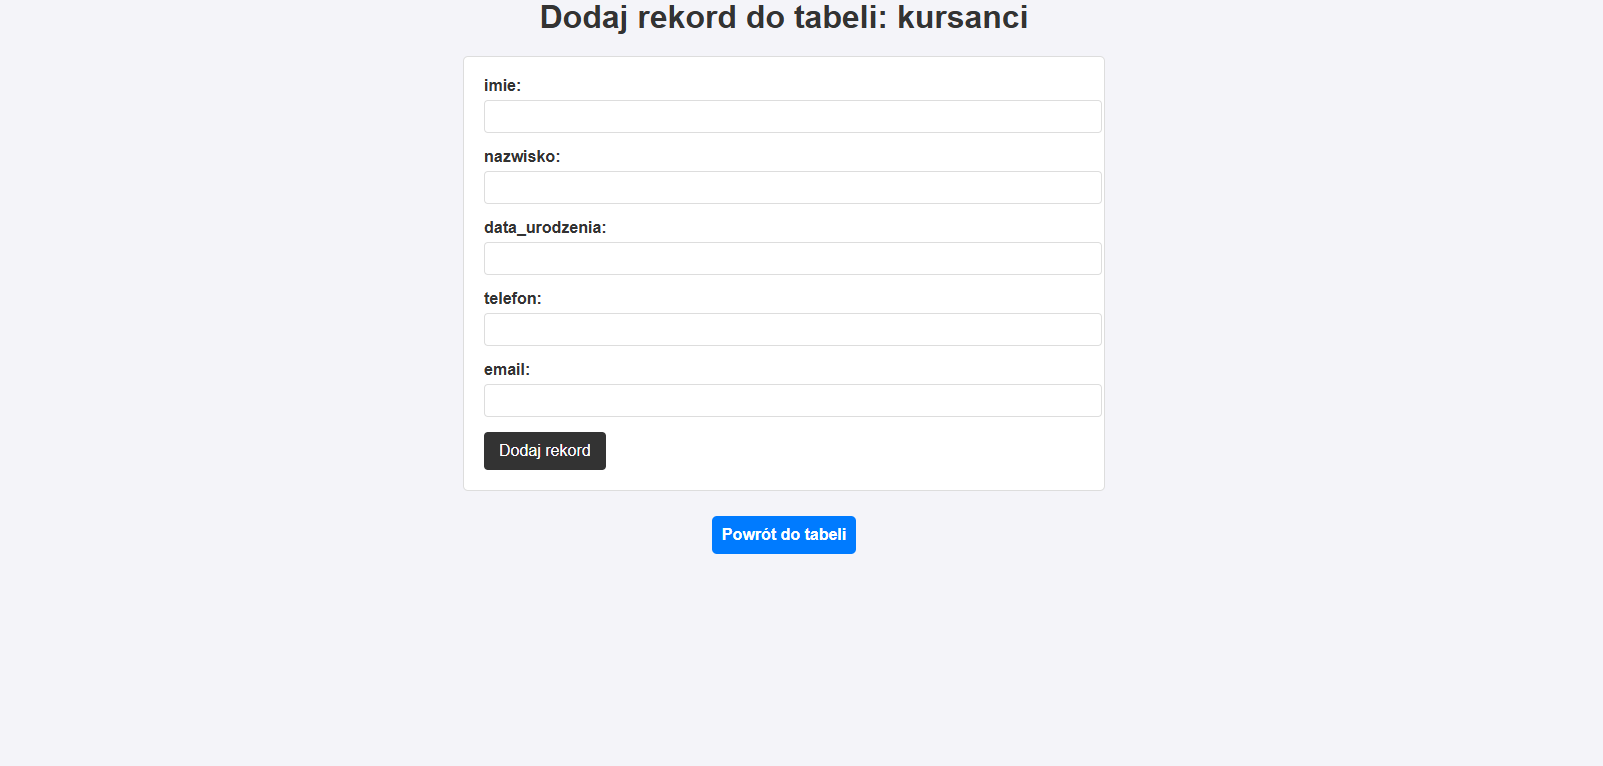 Dodaj rekord do tabeli: kursanci
imie:
nazwisko:
data_urodzenia:
telefon:
email:
Dodaj rekord
Powrót do tabeli